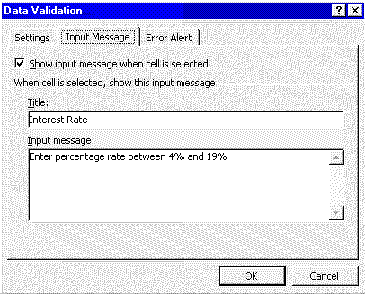 Data Validation
Settings Input Message Error Alert
Show input message when cell is selected
When cell is selected, show this input message
Title:
Interest Rate
Input message
Enter percentage rate between 4% and 19%
OK Cancel